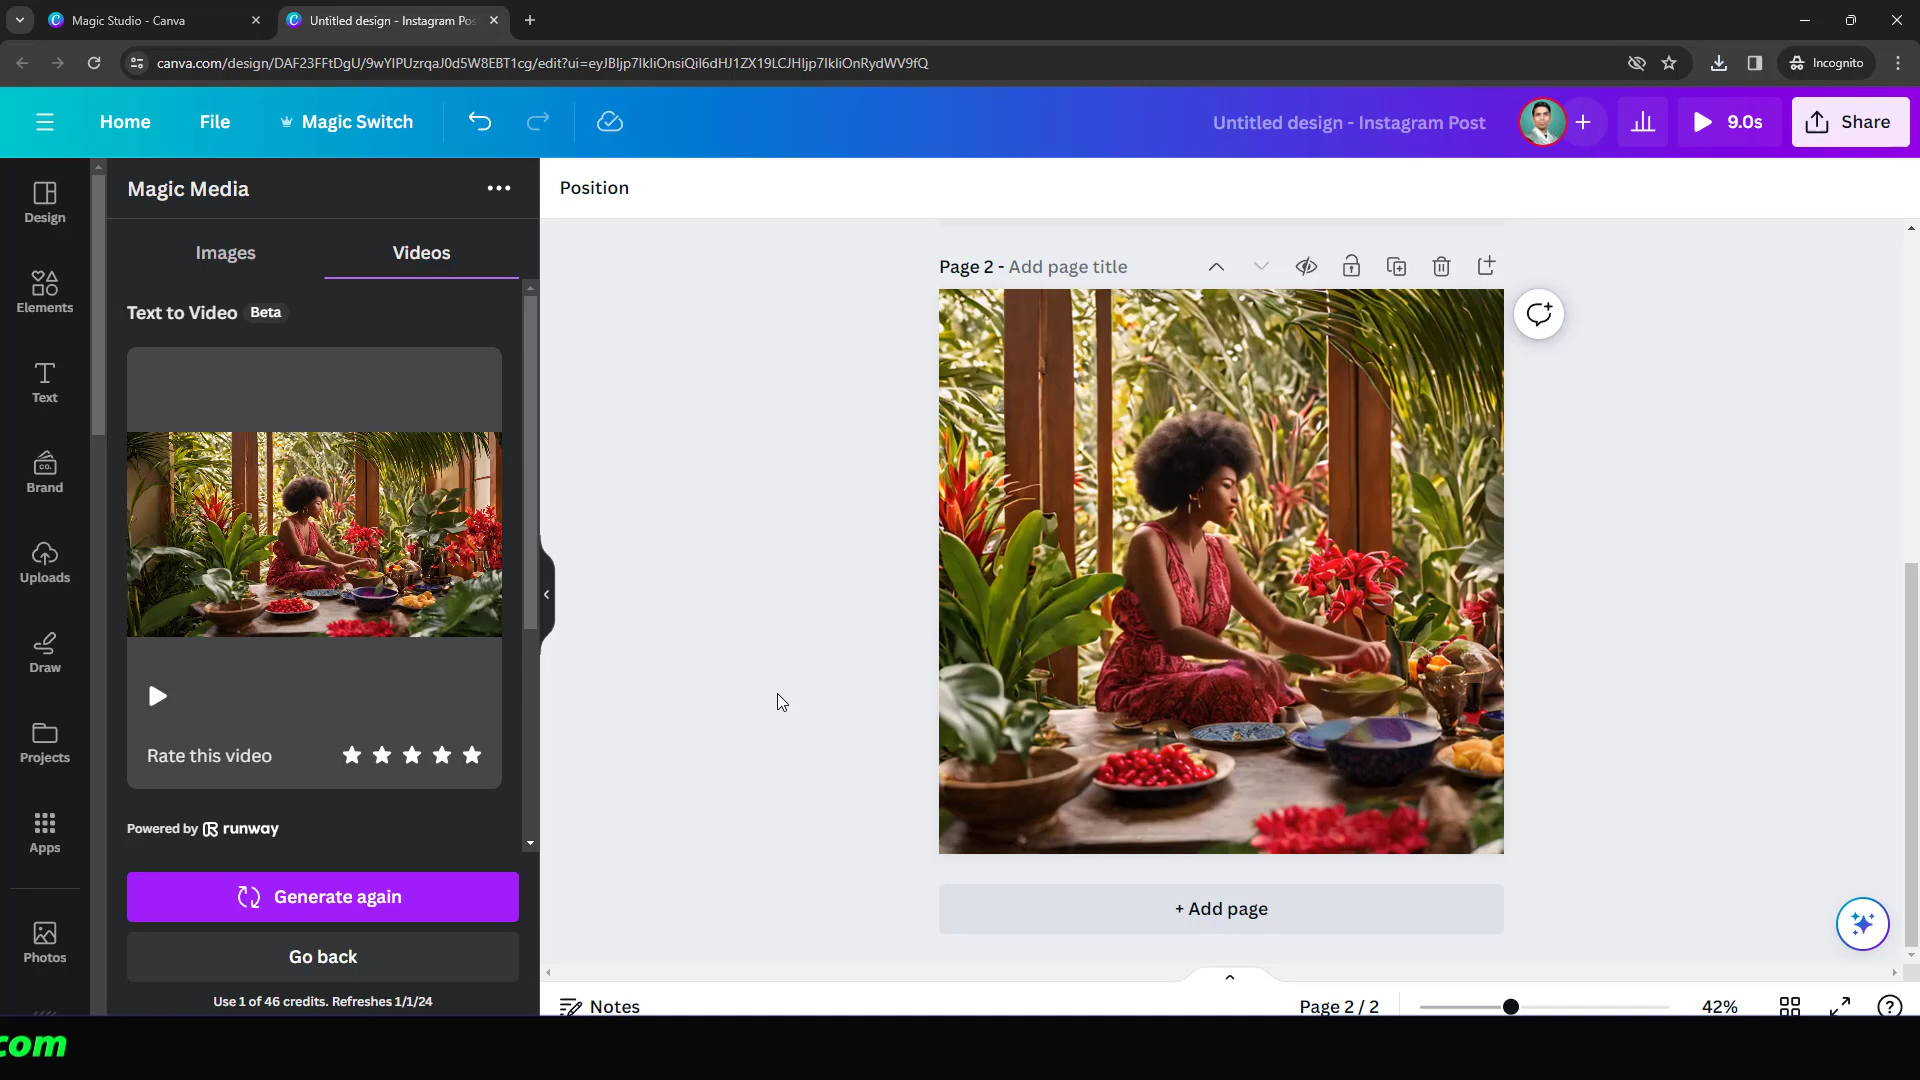 Magic Studio - Canva
Untitled design - Instagram Pos
canva.com/design/DAF23FFtDgU/9wYIPUzrqaJ0d5W8EBT1cg/edit?ui=eyJBIjp7IkIiOnsiQiI6dHJ1ZX19LCJHIjp7IkIiOnRydWV9fQ
Incognito
Home
File
Magic Switch
Untitled design - Instagram Post
9.0s
Share
Design
Elements
Text
Brand
Uploads
Draw
Projects
Apps
Photos
Magic Media
Images
Videos
Text to Video Beta
Rate this video
Powered by runway
Generate again
Go back
Use 1 of 46 credits. Refreshes 1/1/24
Position
Page 2 - Add page title
+ Add page
Notes
Page 2 / 2
42%
com